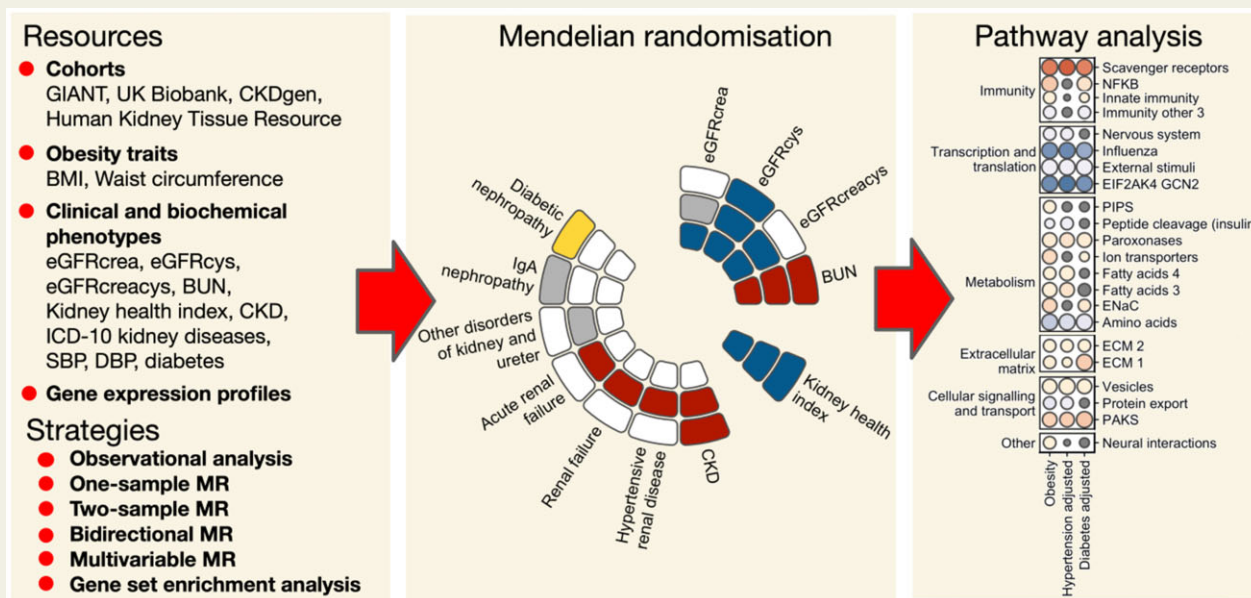 Resources
Cohorts
GIANT, UK Biobank, CKDgen,
Human Kidney Tissue Resource
Obesity traits
BMI, Waist circumference
Clinical and biochemical
phenotypes
eGFRcrea, eGFRcys,
eGFRcreacys, BUN,
Kidney health index, CKD,
ICD-10 kidney diseases,
SBP, DBP, diabetes
Gene expression profiles
Strategies
Observational analysis
One-sample MR
Two-sample MR
Bidirectional MR
Multivariable MR
Gene set enrichment analysis
Mendelian randomisation
eGFRcrea
eGFRcys
eGFRcreacys
BUN
Kidney health
index
CKD
Hypertensive
renal disease
Renal failure
Acute renal
failure
Other disorders
of kidney and
ureter
IgA
nephropathy
Diabetic
nephropathy
Pathway analysis
Immunity
Scavenger receptors
NFKB
Innate immunity
Immunity other 3
Transcription and
translation
Nervous system
Influenza
External stimuli
EIF2AK4 GCN2
Metabolism
PIPS
Peptide cleavage (insulin
Paroxonases
Ion transporters
Fatty acids 4
Fatty acids 3
ENaC
Amino acids
Extracellular
matrix
ECM 2
ECM 1
Cellular signalling
and transport
Vesicles
Protein export
PAKS
Other
Neural interactions
Obesity
Hypertension adjusted
Diabetes adjusted